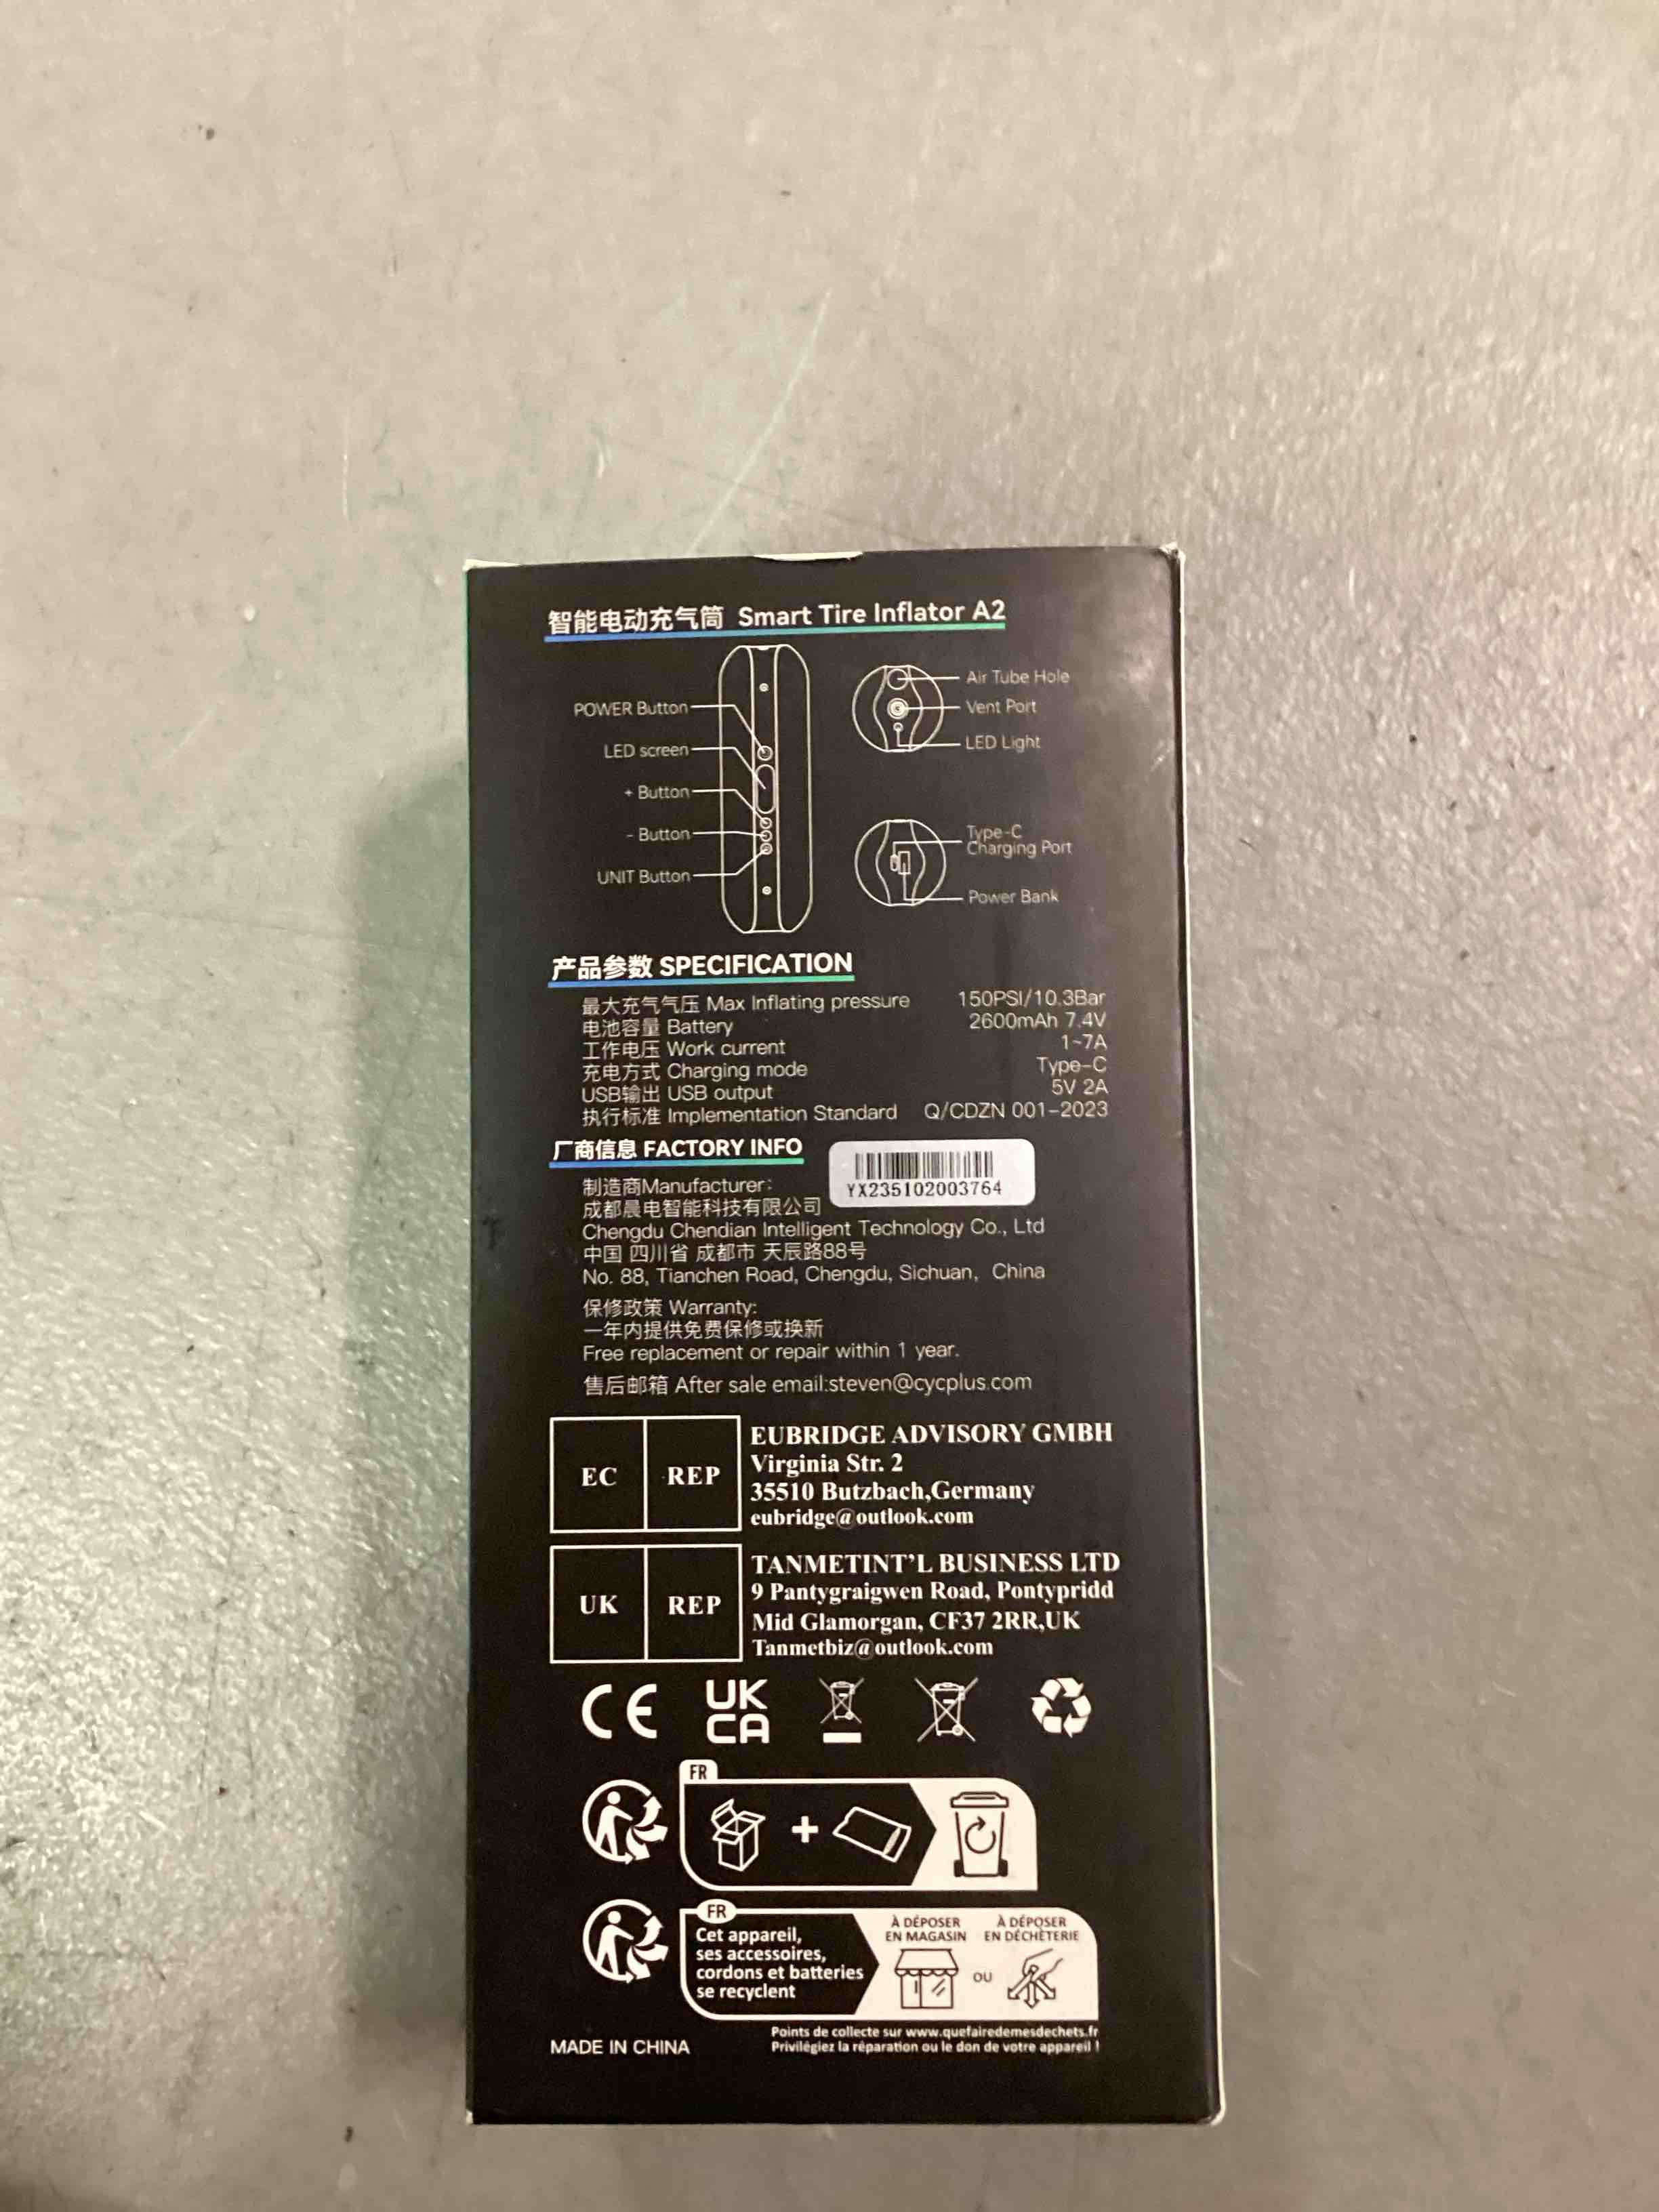 智能电动充气筒 Smart Tire Inflator A2
POWER Button
LED screen
+ Button
- Button
UNIT Button
Air Tube Hole
Vent Port
LED Light
Type-C
Charging Port
Power Bank
产品参数 SPECIFICATION
最大充气气压 Max Inflating pressure 150PSI/10.3Bar
电池容量 Battery 2600mAh 7.4V
工作电压 Work current 1~7A
充电方式 Charging mode Type-C
USB输出 USB output 5V 2A
执行标准 Implementation Standard Q/CDZN 001-2023
厂商信息 FACTORY INFO
YX235102003764
制造商Manufacturer:
成都晨电智能科技有限公司
Chengdu Chendian Intelligent Technology Co., Ltd
中国 四川省 成都市 天辰路88号
No. 88, Tianchen Road, Chengdu, Sichuan, China
保修政策 Warranty:
一年内提供免费保修或换新
Free replacement or repair within 1 year.
售后邮箱 After sale email:steven@cycplus.com
EC REP
EUBRIDGE ADVISORY GMBH
Virginia Str. 2
35510 Butzbach,Germany
eubridge@outlook.com
UK REP
TANMETINT'L BUSINESS LTD
9 Pantygraigwen Road, Pontypridd
Mid Glamorgan, CF37 2RR,UK
Tanmetbiz@outlook.com
CE
UK
CA
FR
+
FR
Cet appareil,
ses accessoires,
cordons et batteries
se recyclent
À DÉPOSER
EN MAGASIN
OU
À DÉPOSER
EN DÉCHÈTERIE
Points de collecte sur www.quefairedemesdechets.fr
Privilégiez la réparation ou le don de votre appareil !
MADE IN CHINA